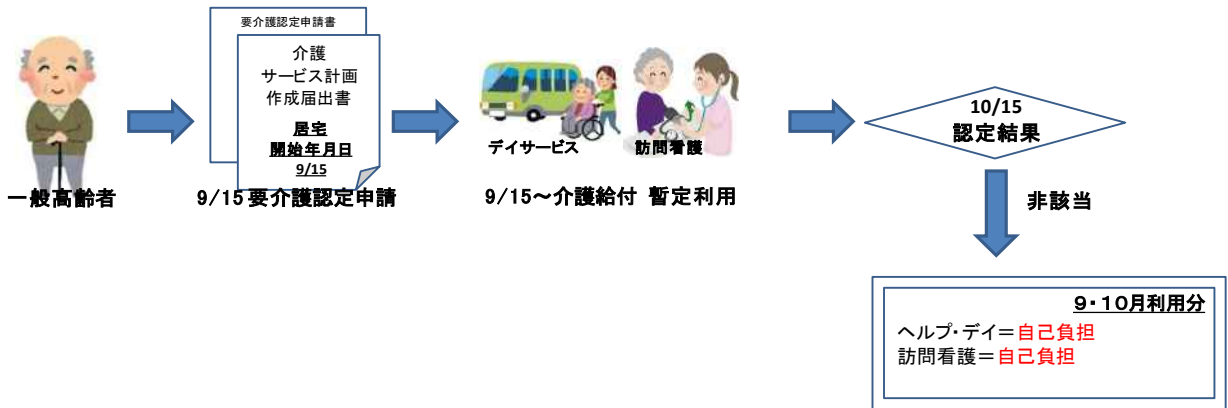 要介護認定申請書
介護
サービス計画
作成届出書
居宅
開始年月日
9/15
一般高齢者
9/15 要介護認定申請
デイサービス
訪問看護
9/15～介護給付 暫定利用
10/15
認定結果
非該当
９・１０月利用分
ヘルプ・デイ＝自己負担
訪問看護＝自己負担